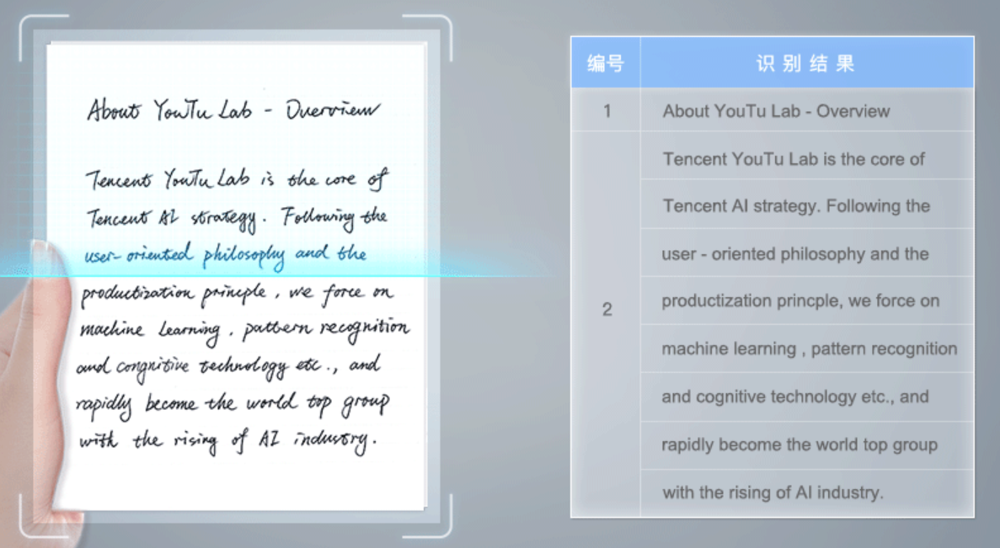 About YouTu Lab - Overview
Tencent YouTu Lab is the core of
Tencent AI strategy. Following the
user-oriented philosophy and the
productization princple, we force on
machine learning, pattern recognition
and congnitive technology etc., and
rapidly become the world top group
with the rising of AI industry.
编号 识别结果
1 About YouTu Lab - Overview
2
Tencent YouTu Lab is the core of
Tencent AI strategy. Following the
user - oriented philosophy and the
productization princple, we force on
machine learning , pattern recognition
and cognitive technology etc., and
rapidly become the world top group
with the rising of AI industry.